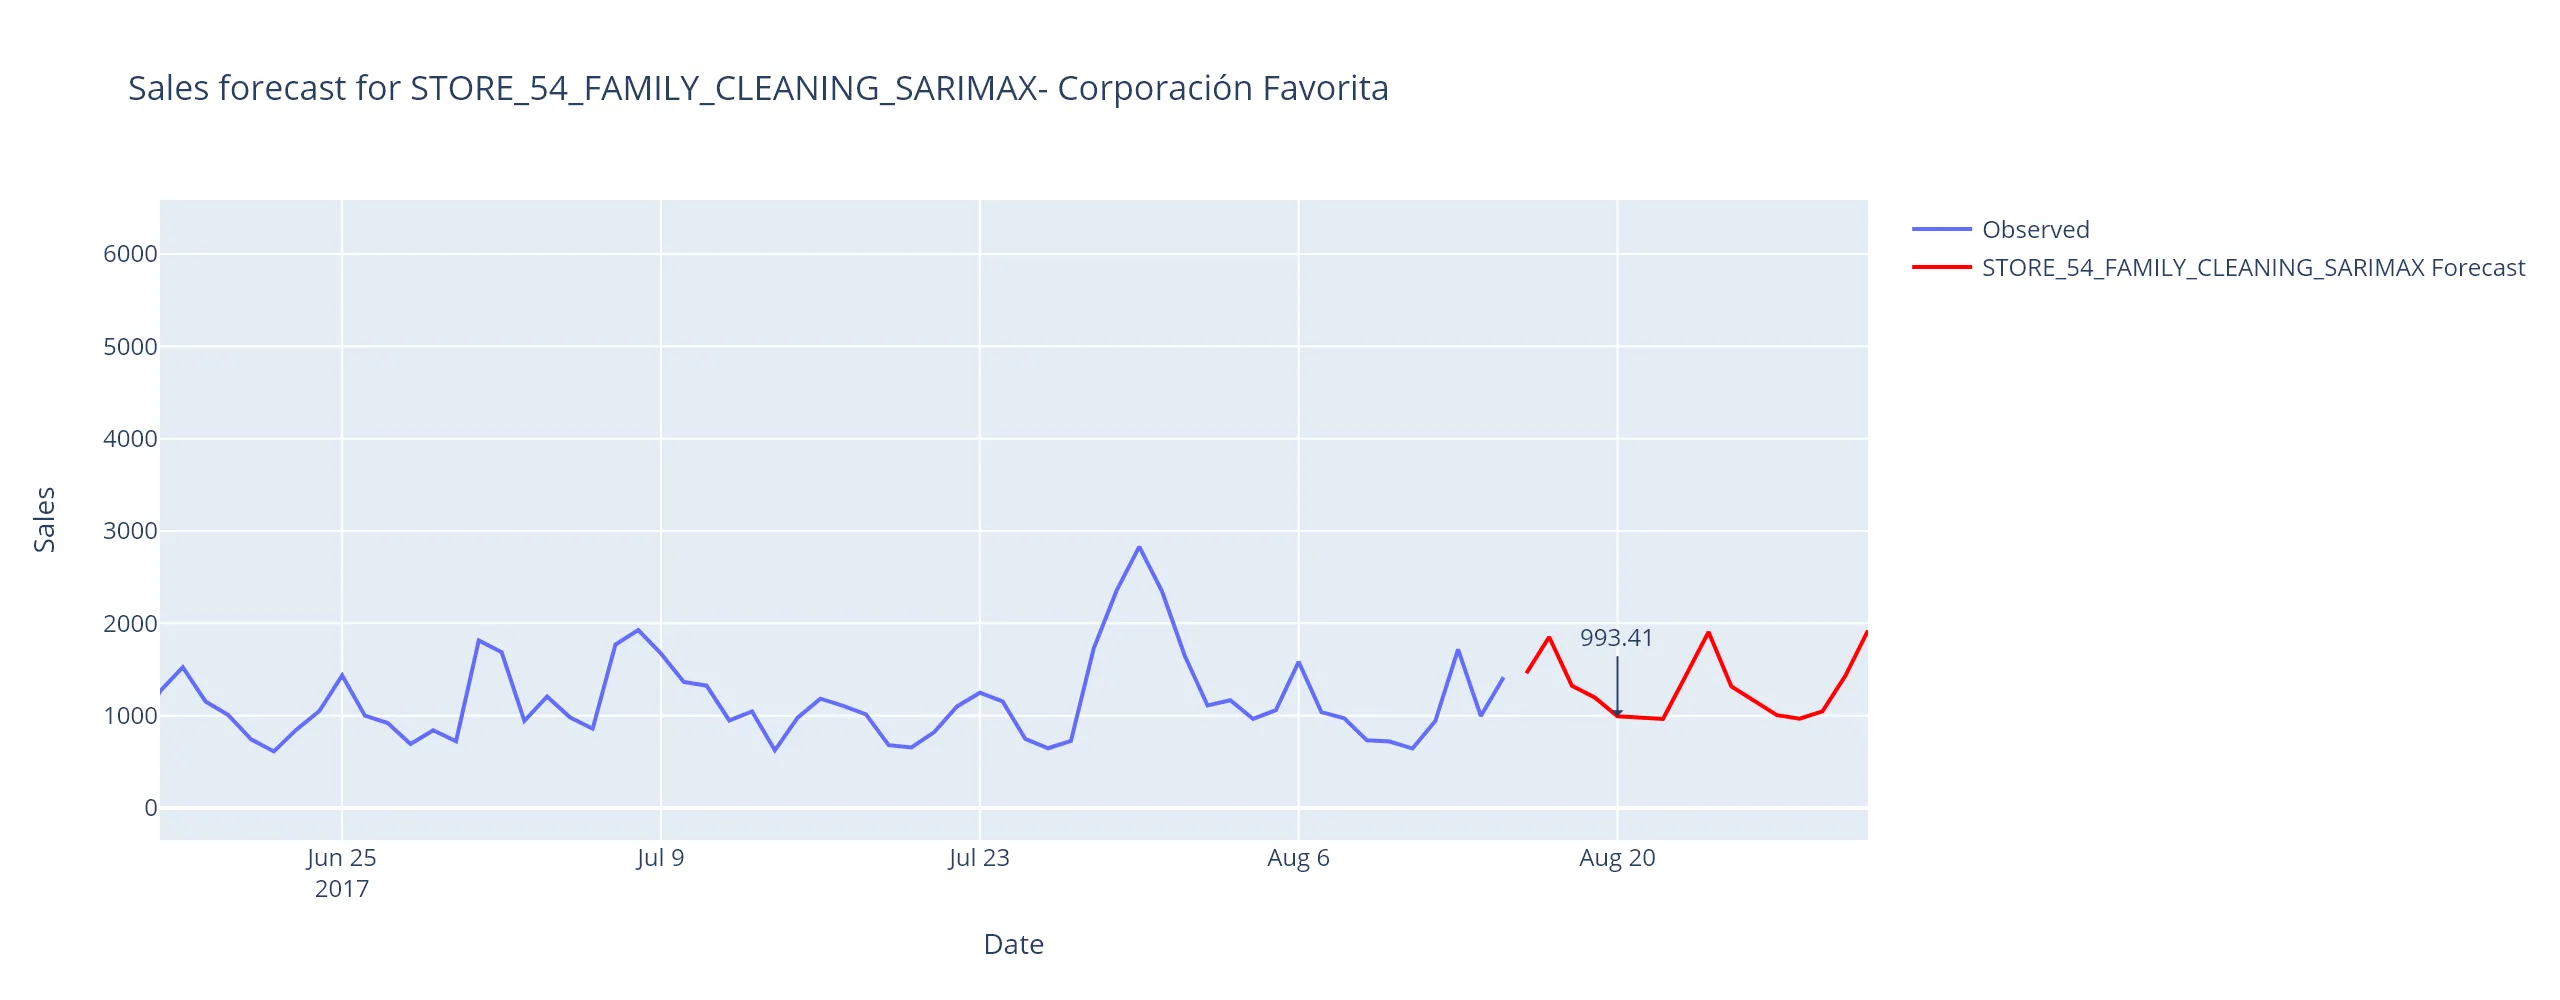 Sales forecast for STORE_54_FAMILY_CLEANING_SARIMAX- Corporación Favorita
Observed
STORE_54_FAMILY_CLEANING_SARIMAX Forecast
6000
5000
4000
3000
2000
1000
0
Sales
993.41
Jun 25
2017
Jul 9
Jul 23
Aug 6
Aug 20
Date